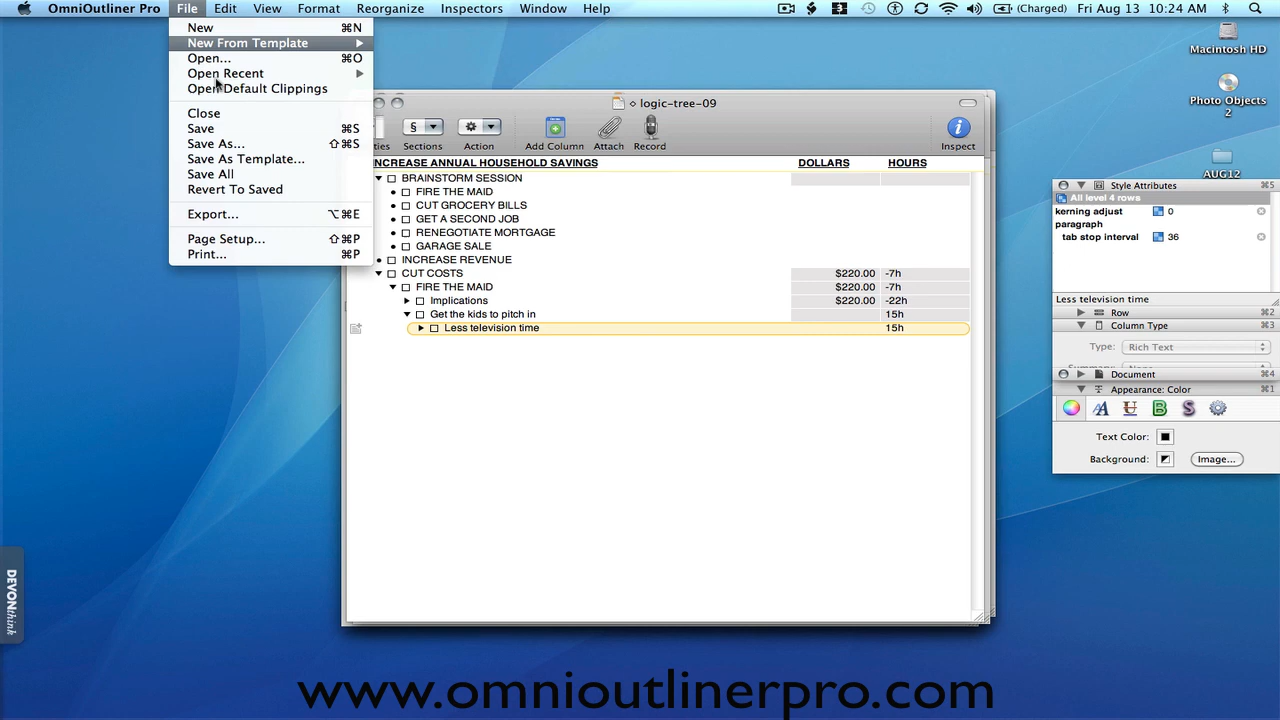 OmniOutliner Pro File Edit View Format Reorganize Inspectors Window Help (Charged) Fri Aug 13 10:24 AM
New ⌘N
New From Template
Open... ⌘O
Open Recent
Open Default Clippings
Close
Save ⌘S
Save As... ⇧⌘S
Save As Template...
Save All
Revert To Saved
Export... ⌥⌘E
Page Setup... ⇧⌘P
Print... ⌘P
logic-tree-09
ties § Sections Action Add Column Attach Record Inspect
INCREASE ANNUAL HOUSEHOLD SAVINGS DOLLARS HOURS
BRAINSTORM SESSION
FIRE THE MAID
CUT GROCERY BILLS
GET A SECOND JOB
RENEGOTIATE MORTGAGE
GARAGE SALE
INCREASE REVENUE
CUT COSTS $220.00 -7h
FIRE THE MAID $220.00 -7h
Implications $220.00 -22h
Get the kids to pitch in 15h
Less television time 15h
Macintosh HD
Photo Objects
2
AUG12
Style Attributes ⌘5
All level 4 rows
kerning adjust 0
paragraph
tab stop interval 36
Less television time
Row ⌘2
Column Type ⌘3
Type: Rich Text
Document ⌘4
Appearance: Color ⌘1
A U B S
Text Color:
Background: Image...
DEVONthink
www.omnioutlinerpro.com